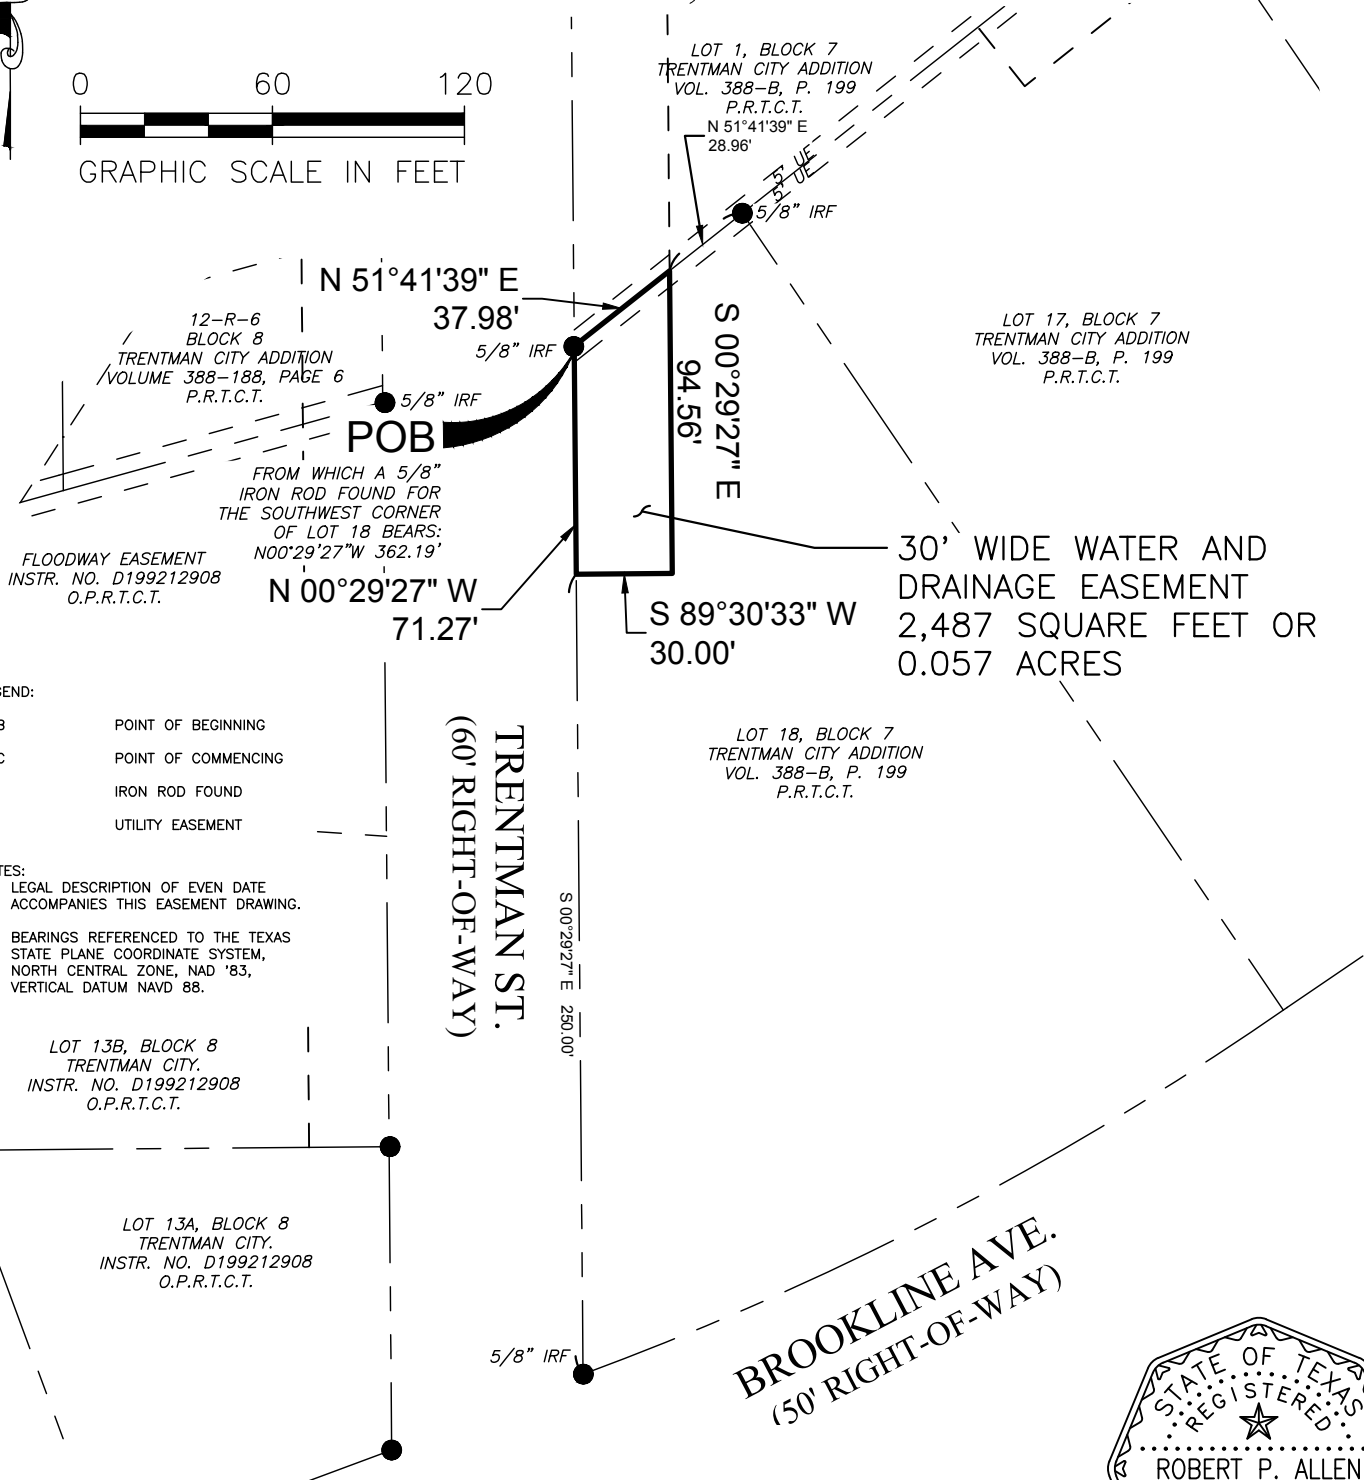 0 60 120
GRAPHIC SCALE IN FEET
LOT 1, BLOCK 7
TRENTMAN CITY ADDITION
VOL. 388-B, P. 199
P.R.T.C.T.
N 51°41'39" E
28.96'
5' UE
5' UE
5/8" IRF
N 51°41'39" E
37.98'
5/8" IRF
12-R-6
BLOCK 8
TRENTMAN CITY ADDITION
VOLUME 388-188, PAGE 6
P.R.T.C.T.
5/8" IRF
POB
FROM WHICH A 5/8"
IRON ROD FOUND FOR
THE SOUTHWEST CORNER
OF LOT 18 BEARS:
N00°29'27"W 362.19'
S 00°29'27" E
94.56'
LOT 17, BLOCK 7
TRENTMAN CITY ADDITION
VOL. 388-B, P. 199
P.R.T.C.T.
FLOODWAY EASEMENT
INSTR. NO. D199212908
O.P.R.T.C.T.
N 00°29'27" W
71.27'
S 89°30'33" W
30.00'
30' WIDE WATER AND
DRAINAGE EASEMENT
2,487 SQUARE FEET OR
0.057 ACRES
END:
POINT OF BEGINNING
C POINT OF COMMENCING
IRON ROD FOUND
UTILITY EASEMENT
TES:
LEGAL DESCRIPTION OF EVEN DATE
ACCOMPANIES THIS EASEMENT DRAWING.
BEARINGS REFERENCED TO THE TEXAS
STATE PLANE COORDINATE SYSTEM,
NORTH CENTRAL ZONE, NAD '83,
VERTICAL DATUM NAVD 88.
TRENTMAN ST.
(60' RIGHT-OF-WAY)
LOT 18, BLOCK 7
TRENTMAN CITY ADDITION
VOL. 388-B, P. 199
P.R.T.C.T.
S 00°29'27" E 250.00'
LOT 13B, BLOCK 8
TRENTMAN CITY.
INSTR. NO. D199212908
O.P.R.T.C.T.
LOT 13A, BLOCK 8
TRENTMAN CITY.
INSTR. NO. D199212908
O.P.R.T.C.T.
5/8" IRF
BROOKLINE AVE.
(50' RIGHT-OF-WAY)
STATE OF TEXAS
REGISTERED
ROBERT P. ALLEN